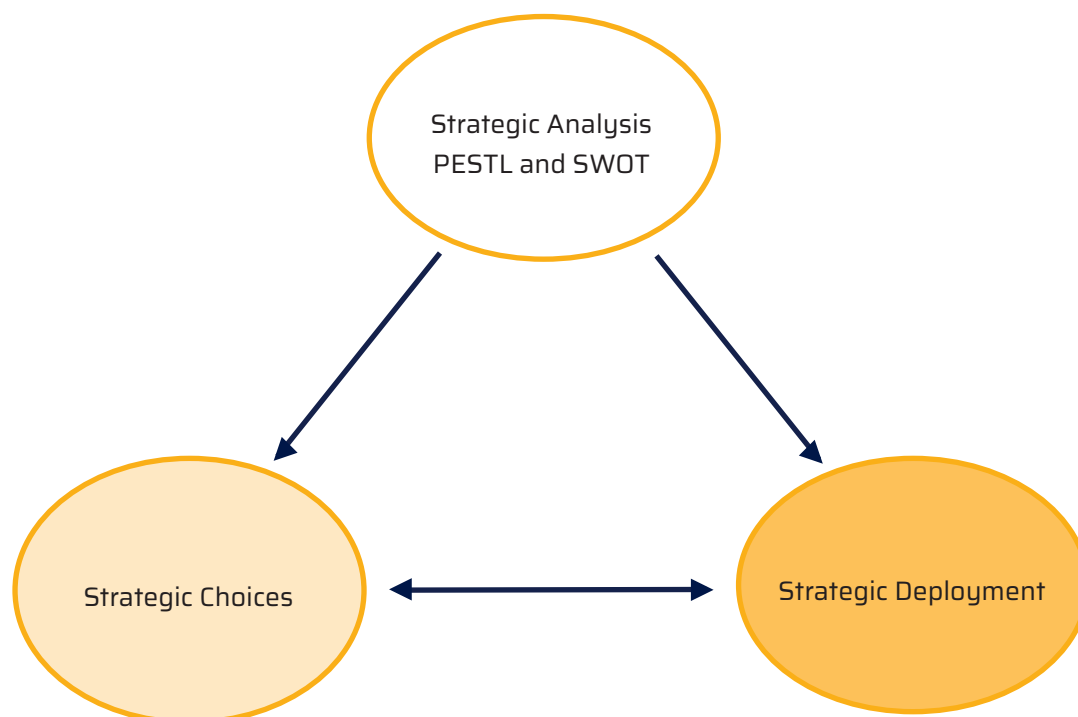 Strategic Analysis
PESTL and SWOT
Strategic Choices
Strategic Deployment